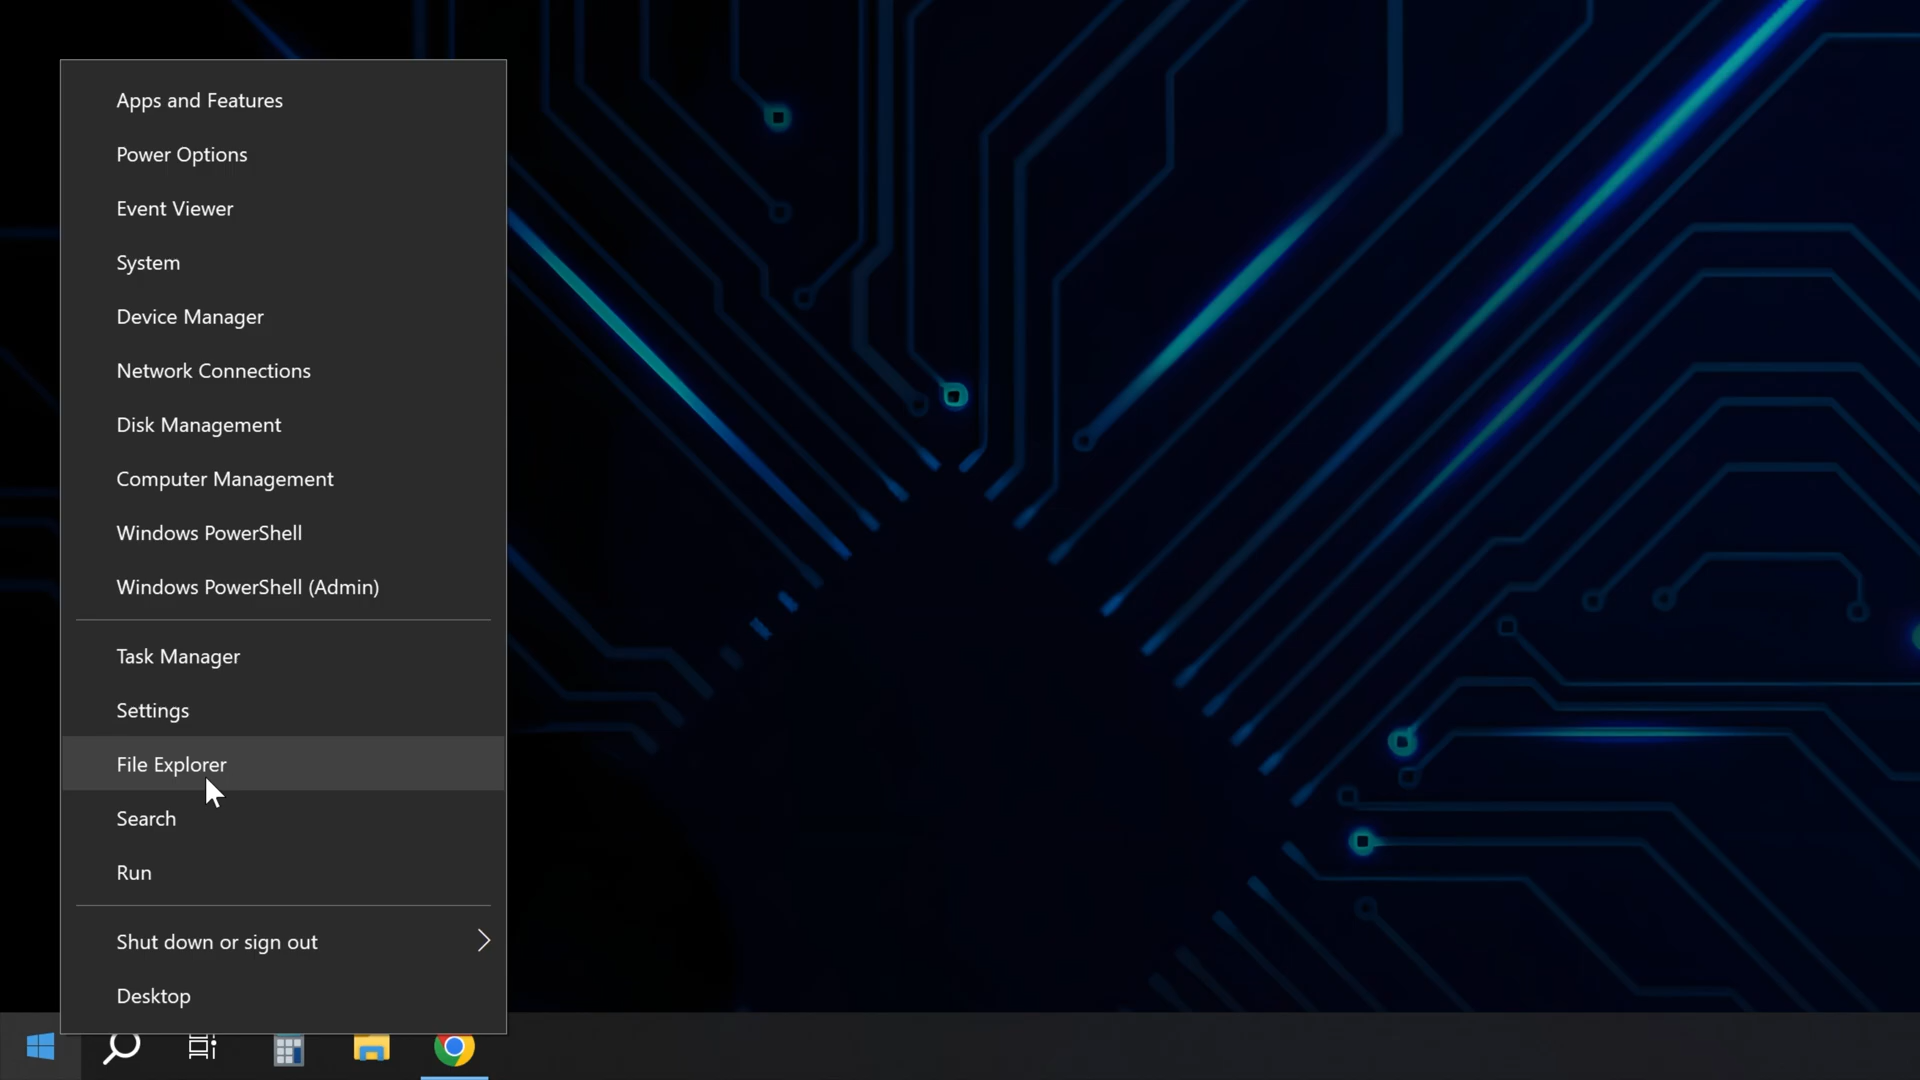 Apps and Features
Power Options
Event Viewer
System
Device Manager
Network Connections
Disk Management
Computer Management
Windows PowerShell
Windows PowerShell (Admin)
Task Manager
Settings
File Explorer
Search
Run
Shut down or sign out
Desktop